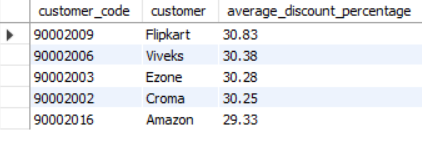 customer_code customer average_discount_percentage
90002009 Flipkart 30.83
90002006 Viveks 30.38
90002003 Ezone 30.28
90002002 Croma 30.25
90002016 Amazon 29.33